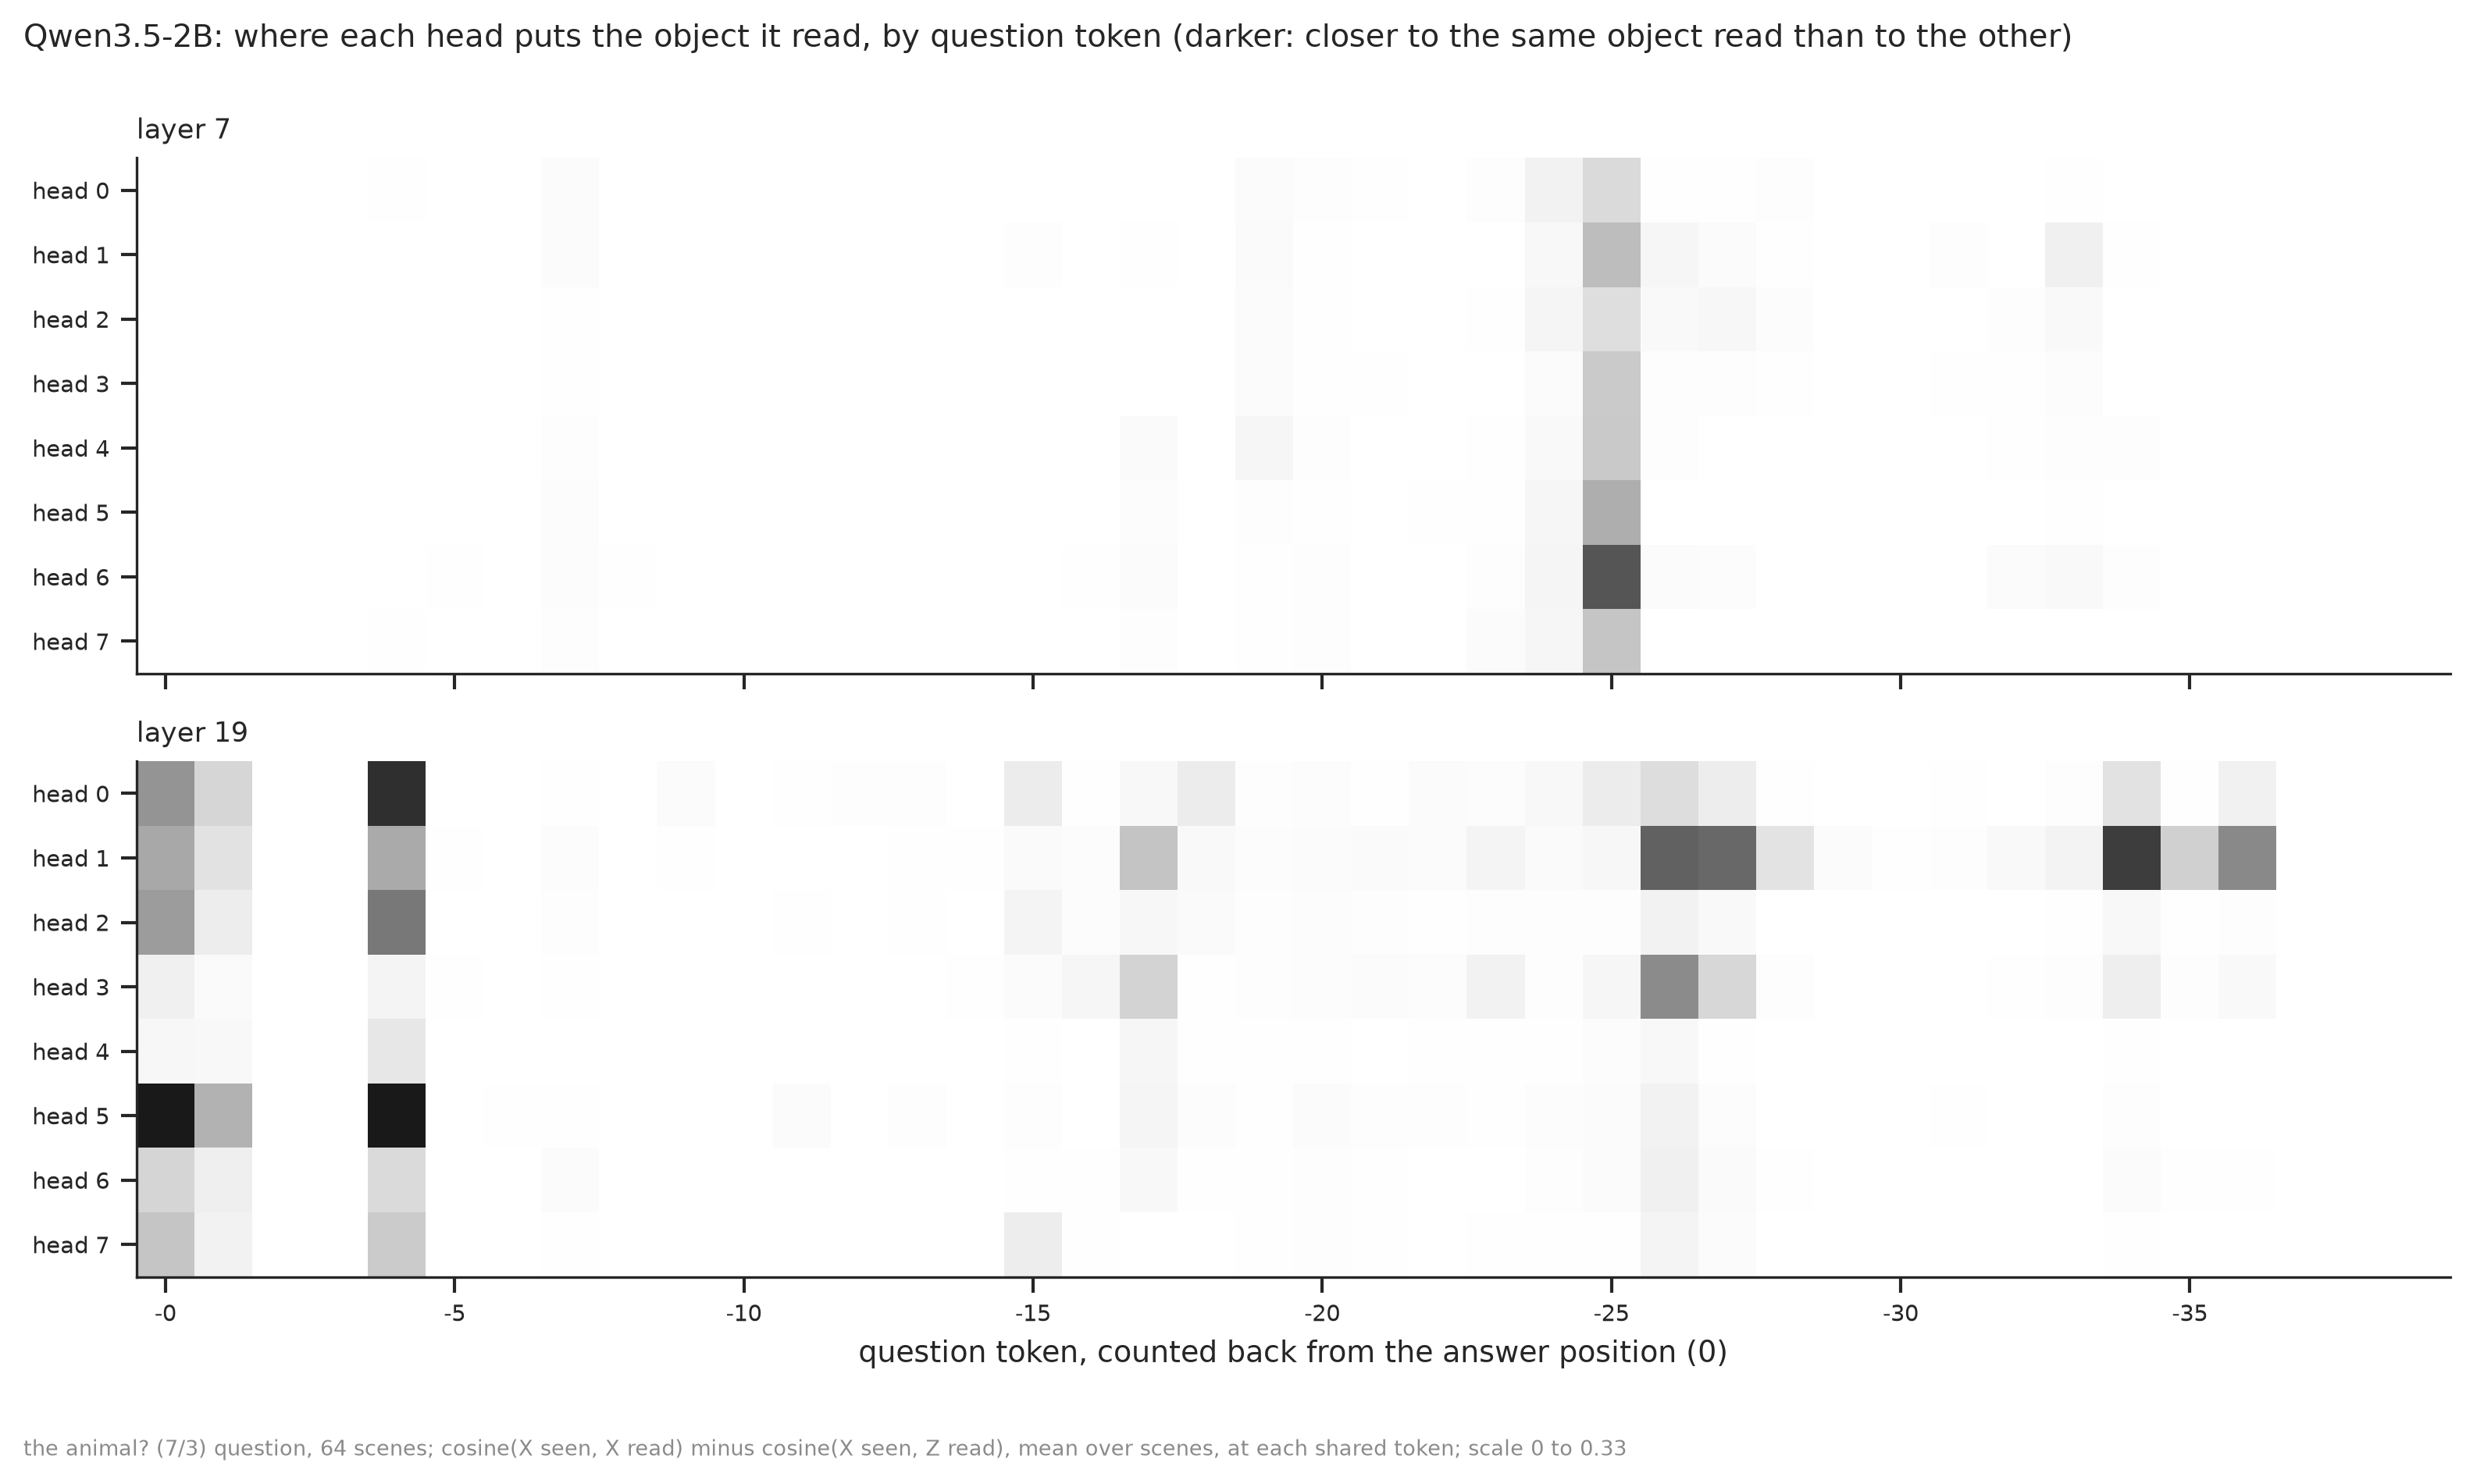 Qwen3.5-2B: where each head puts the object it read, by question token (darker: closer to the same object read than to the other)
layer 7
head 0
head 1
head 2
head 3
head 4
head 5
head 6
head 7
layer 19
head 0
head 1
head 2
head 3
head 4
head 5
head 6
head 7
-0 -5 -10 -15 -20 -25 -30 -35
question token, counted back from the answer position (0)
the animal? (7/3) question, 64 scenes; cosine(X seen, X read) minus cosine(X seen, Z read), mean over scenes, at each shared token; scale 0 to 0.33